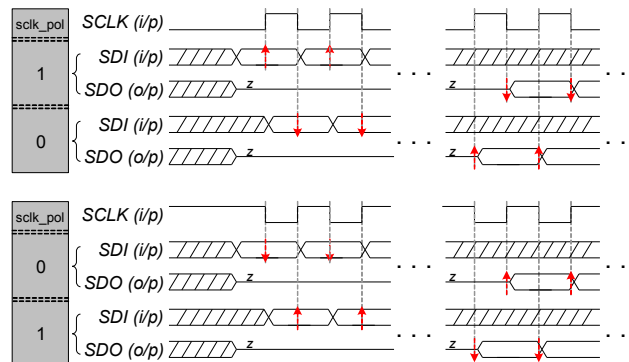 sclk_pol SCLK (i/p)
SDI (i/p)
1 . . . . . .
SDO (o/p) z z
SDI (i/p)
0 . . . . . .
SDO (o/p) z z
sclk_pol SCLK (i/p)
SDI (i/p)
0 . . . . . .
SDO (o/p) z z
SDI (i/p)
1 . . . . . .
SDO (o/p) z z